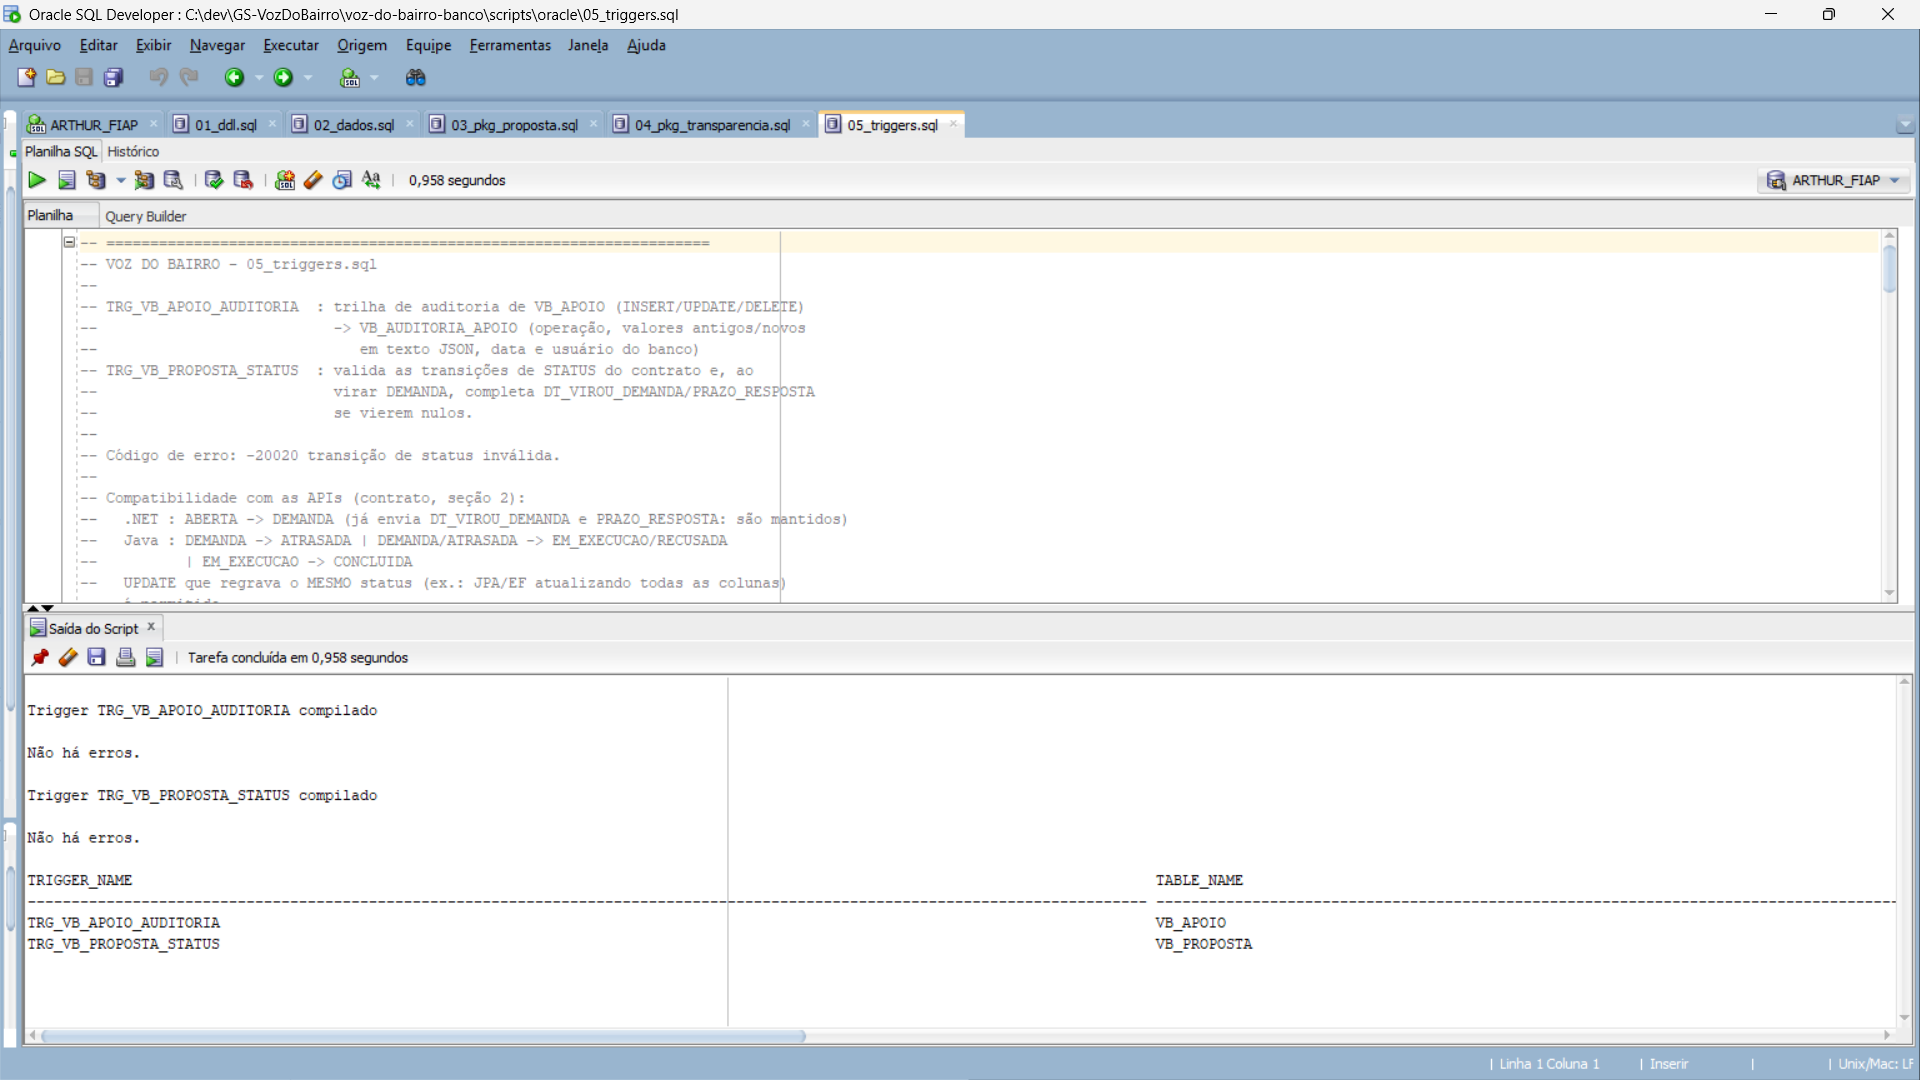 Oracle SQL Developer : C:\dev\GS-VozDoBairro\voz-do-bairro-banco\scripts\oracle\05_triggers.sql
Arquivo Editar Exibir Navegar Executar Origem Equipe Ferramentas Janela Ajuda
ARTHUR_FIAP 01_ddl.sql 02_dados.sql 03_pkg_proposta.sql 04_pkg_transparencia.sql 05_triggers.sql
Planilha SQL Histórico
0,958 segundos ARTHUR_FIAP
Planilha Query Builder
-- =====================================================================
-- VOZ DO BAIRRO - 05_triggers.sql
--
-- TRG_VB_APOIO_AUDITORIA : trilha de auditoria de VB_APOIO (INSERT/UPDATE/DELETE)
-- -> VB_AUDITORIA_APOIO (operação, valores antigos/novos
-- em texto JSON, data e usuário do banco)
-- TRG_VB_PROPOSTA_STATUS : valida as transições de STATUS do contrato e, ao
-- virar DEMANDA, completa DT_VIROU_DEMANDA/PRAZO_RESPOSTA
-- se vierem nulos.
--
-- Código de erro: -20020 transição de status inválida.
--
-- Compatibilidade com as APIs (contrato, seção 2):
-- .NET : ABERTA -> DEMANDA (já envia DT_VIROU_DEMANDA e PRAZO_RESPOSTA: são mantidos)
-- Java : DEMANDA -> ATRASADA | DEMANDA/ATRASADA -> EM_EXECUCAO/RECUSADA
-- | EM_EXECUCAO -> CONCLUIDA
-- UPDATE que regrava o MESMO status (ex.: JPA/EF atualizando todas as colunas)
Saída do Script
Tarefa concluída em 0,958 segundos
Trigger TRG_VB_APOIO_AUDITORIA compilado
Não há erros.
Trigger TRG_VB_PROPOSTA_STATUS compilado
Não há erros.
TRIGGER_NAME TABLE_NAME
TRG_VB_APOIO_AUDITORIA VB_APOIO
TRG_VB_PROPOSTA_STATUS VB_PROPOSTA
| Linha 1 Coluna 1 | Inserir | | Unix/Mac: LF